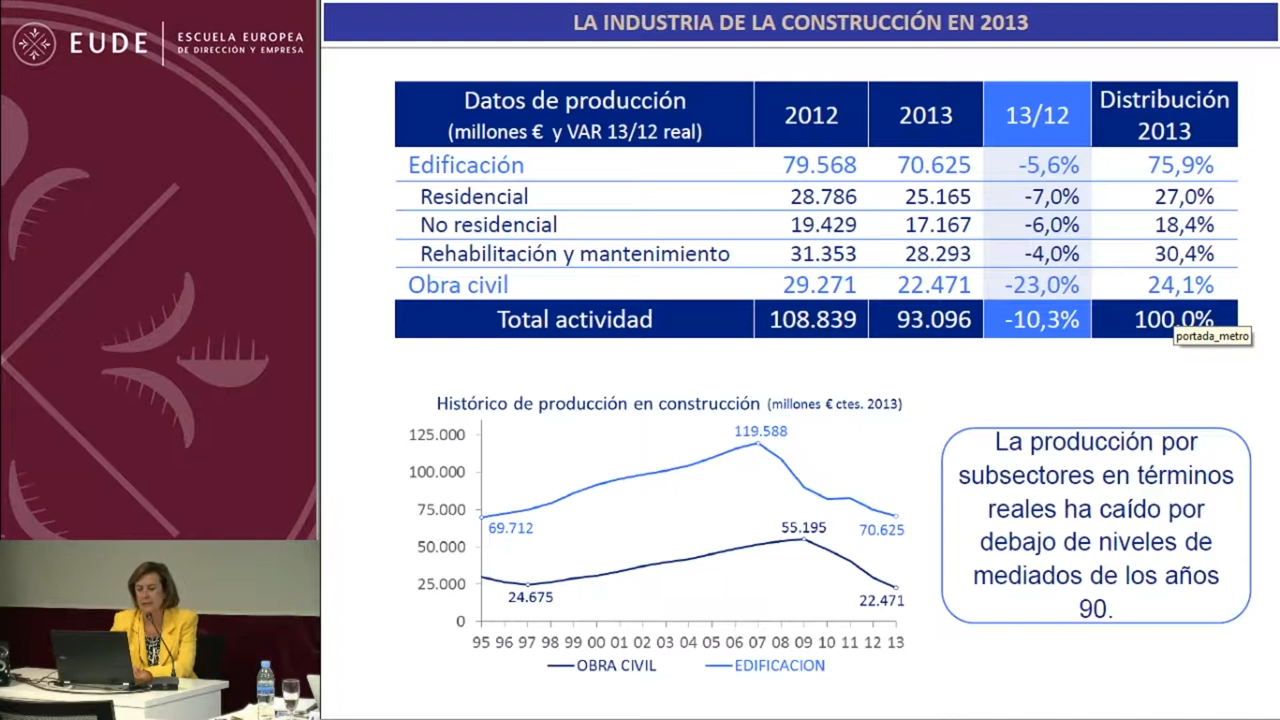 EUDE
ESCUELA EUROPEA
DE DIRECCIÓN Y EMPRESA
LA INDUSTRIA DE LA CONSTRUCCIÓN EN 2013
Datos de producción
(millones € y VAR 13/12 real)
2012
2013
13/12
Distribución
2013
Edificación 79.568 70.625 -5,6% 75,9%
Residencial 28.786 25.165 -7,0% 27,0%
No residencial 19.429 17.167 -6,0% 18,4%
Rehabilitación y mantenimiento 31.353 28.293 -4,0% 30,4%
Obra civil 29.271 22.471 -23,0% 24,1%
Total actividad 108.839 93.096 -10,3% 100,0%
portada_metro
Histórico de producción en construcción (millones € ctes. 2013)
125.000
100.000
75.000
50.000
25.000
0
119.588
69.712
70.625
55.195
24.675
22.471
95 96 97 98 99 00 01 02 03 04 05 06 07 08 09 10 11 12 13
OBRA CIVIL
EDIFICACION
La producción por
subsectores en términos
reales ha caído por
debajo de niveles de
mediados de los años
90.